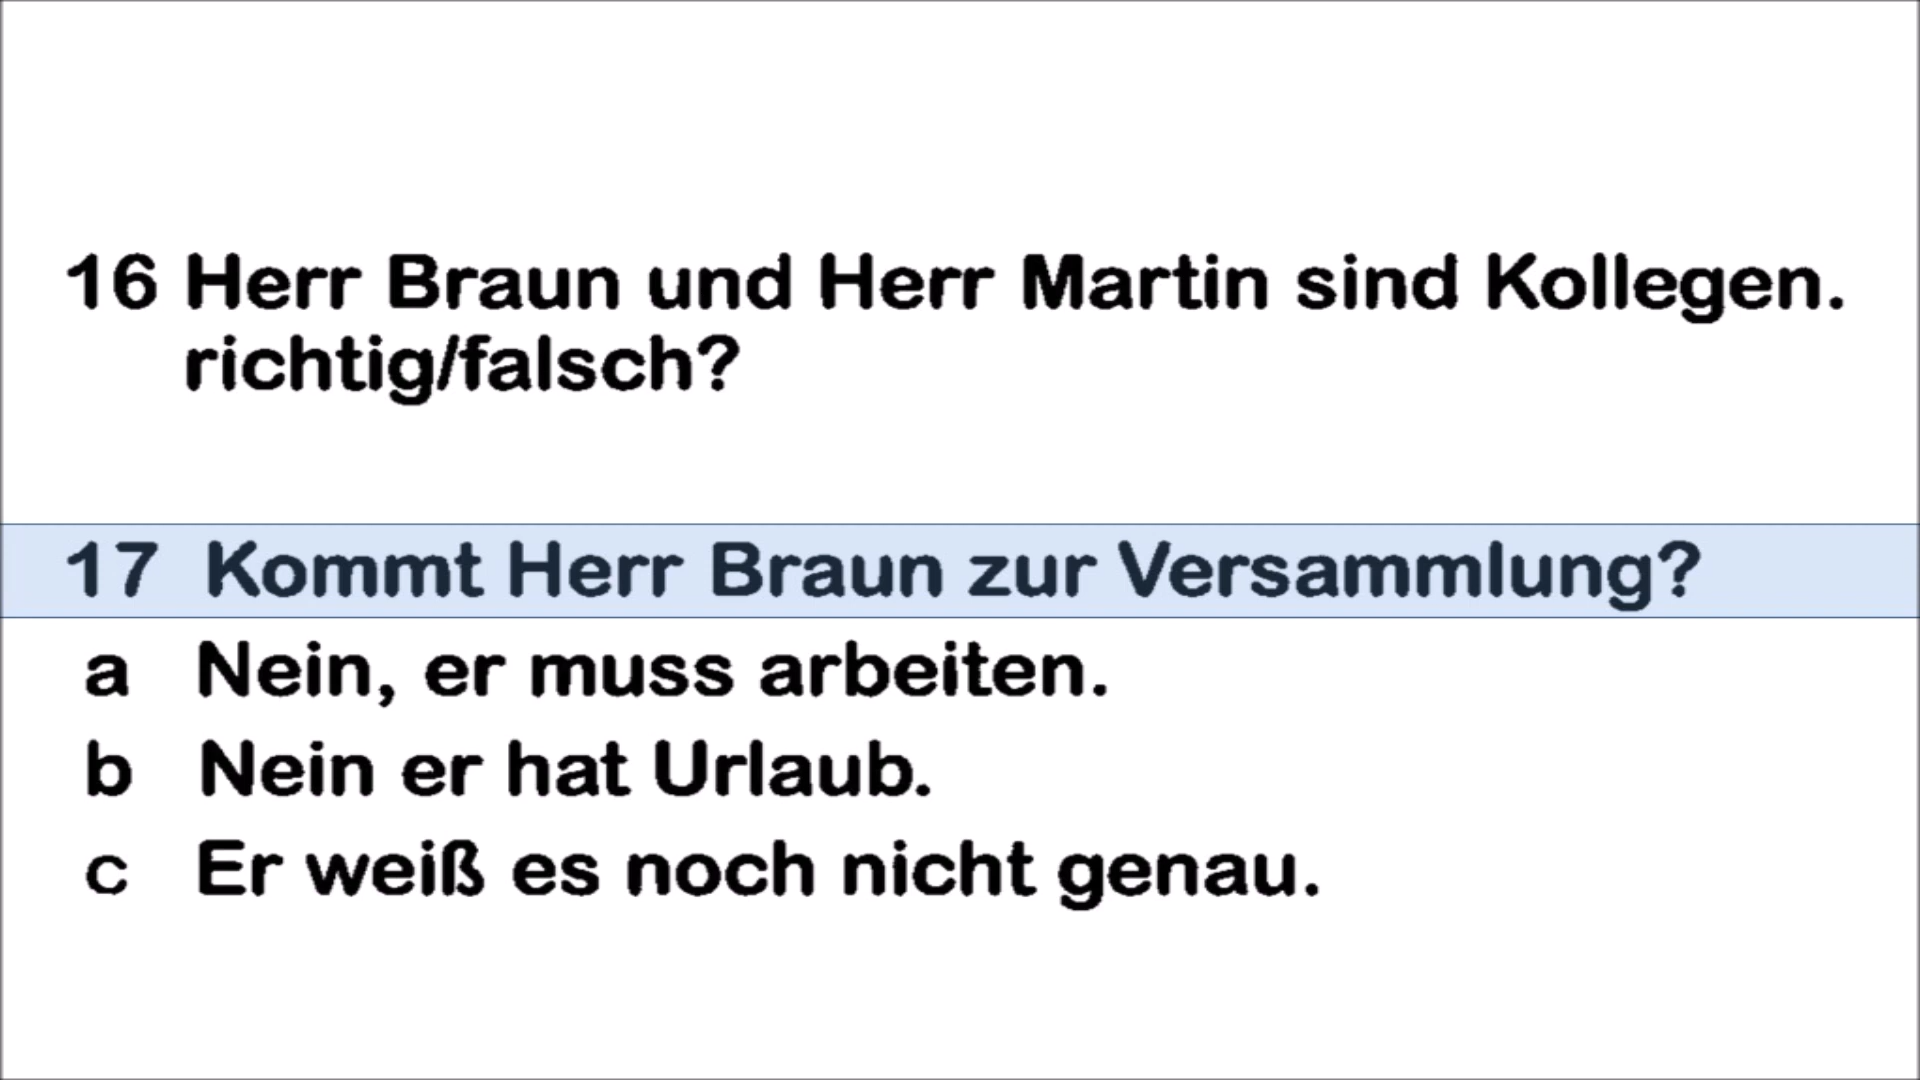 16 Herr Braun und Herr Martin sind Kollegen.
richtig/falsch?
17 Kommt Herr Braun zur Versammlung?
a Nein, er muss arbeiten.
b Nein er hat Urlaub.
c Er weiß es noch nicht genau.